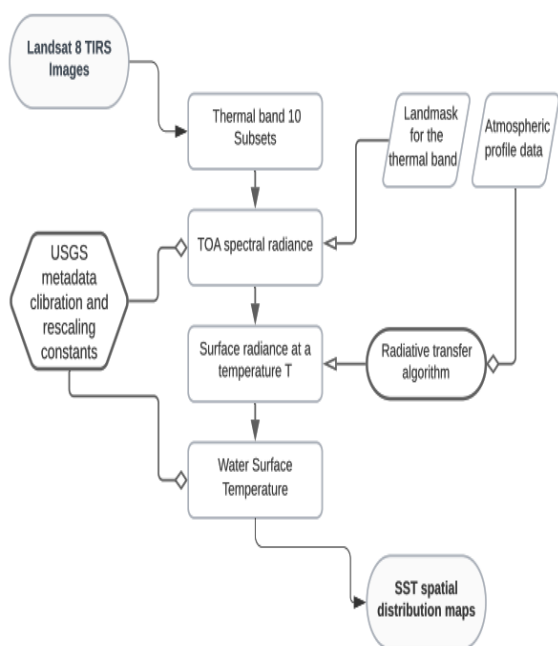 Landsat 8 TIRS
Images
Thermal band 10
Subsets
Landmask
for the
thermal band
Atmospheric
profile data
TOA spectral radiance
USGS
metadata
clibration and
rescaling
constants
Surface radiance at a
temperature T
Radiative transfer
algorithm
Water Surface
Temperature
SST spatial
distribution maps